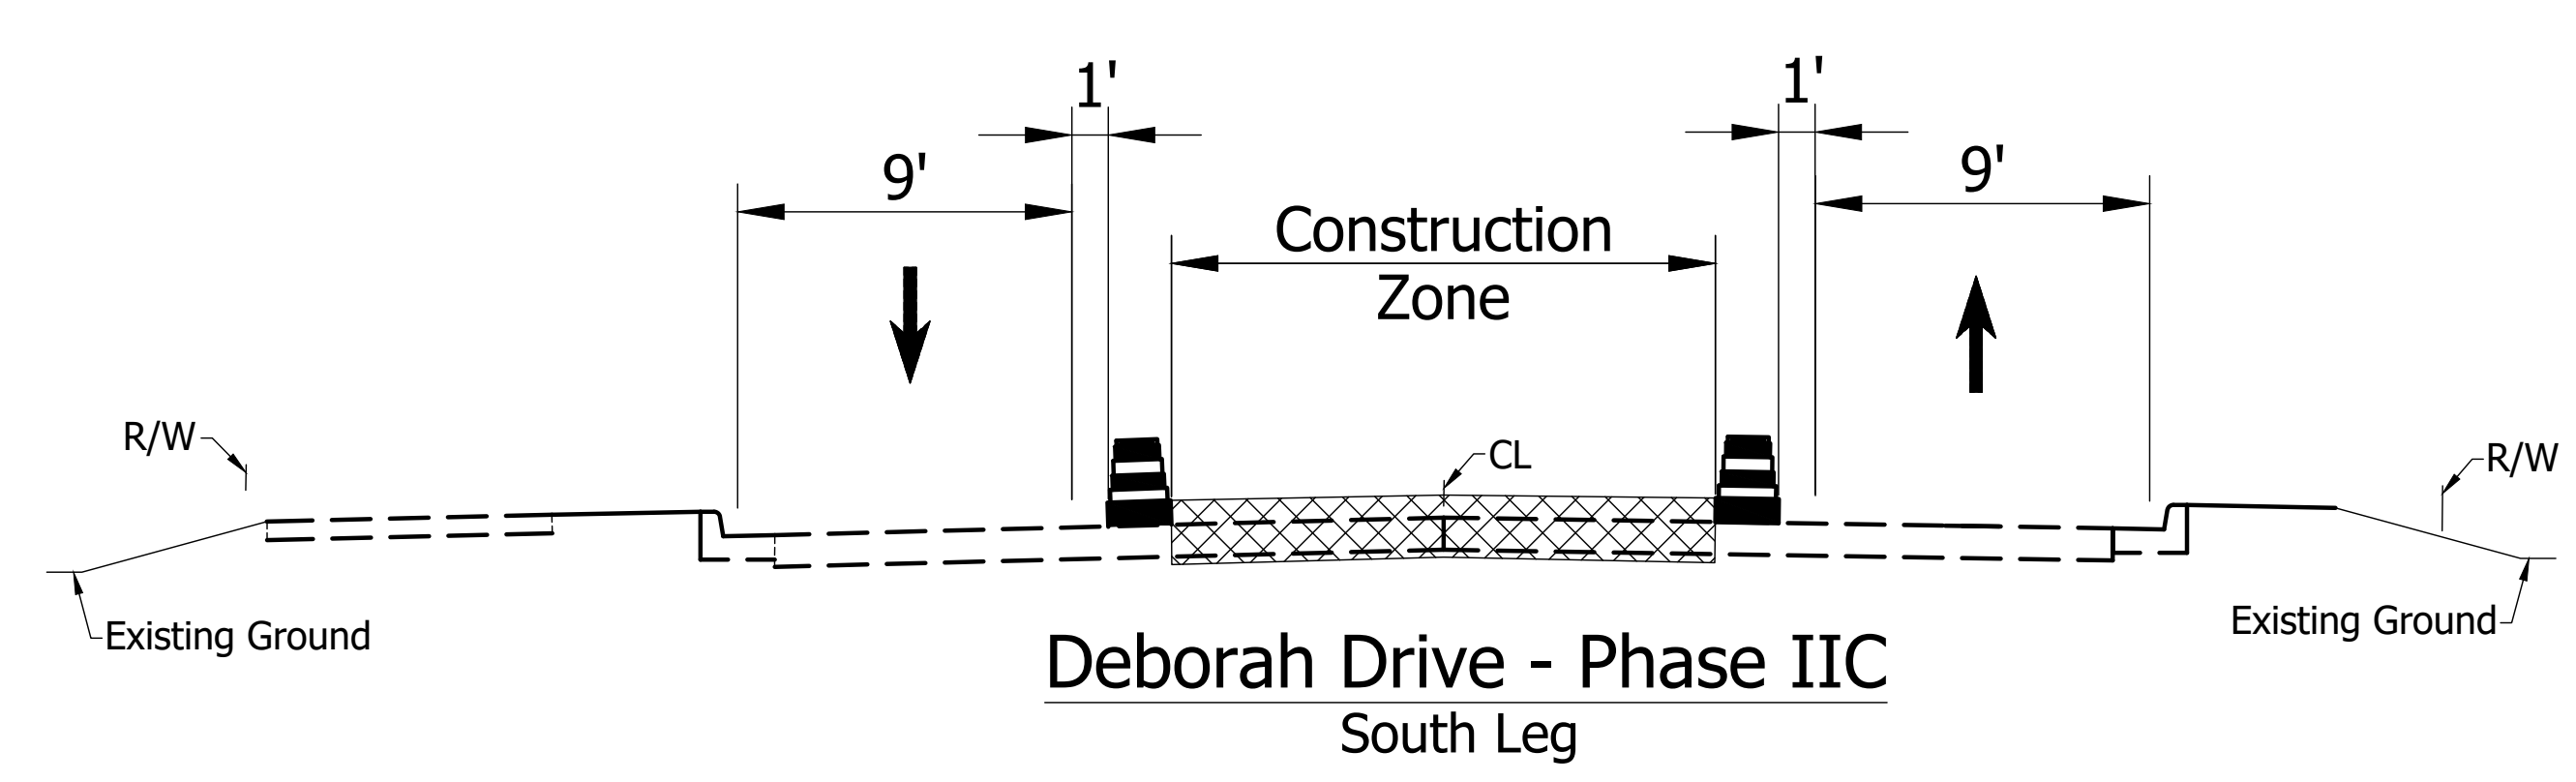 1'
1'
9'
9'
Construction
Zone
R/W
CL
R/W
Existing Ground
Existing Ground
Deborah Drive - Phase IIC
South Leg